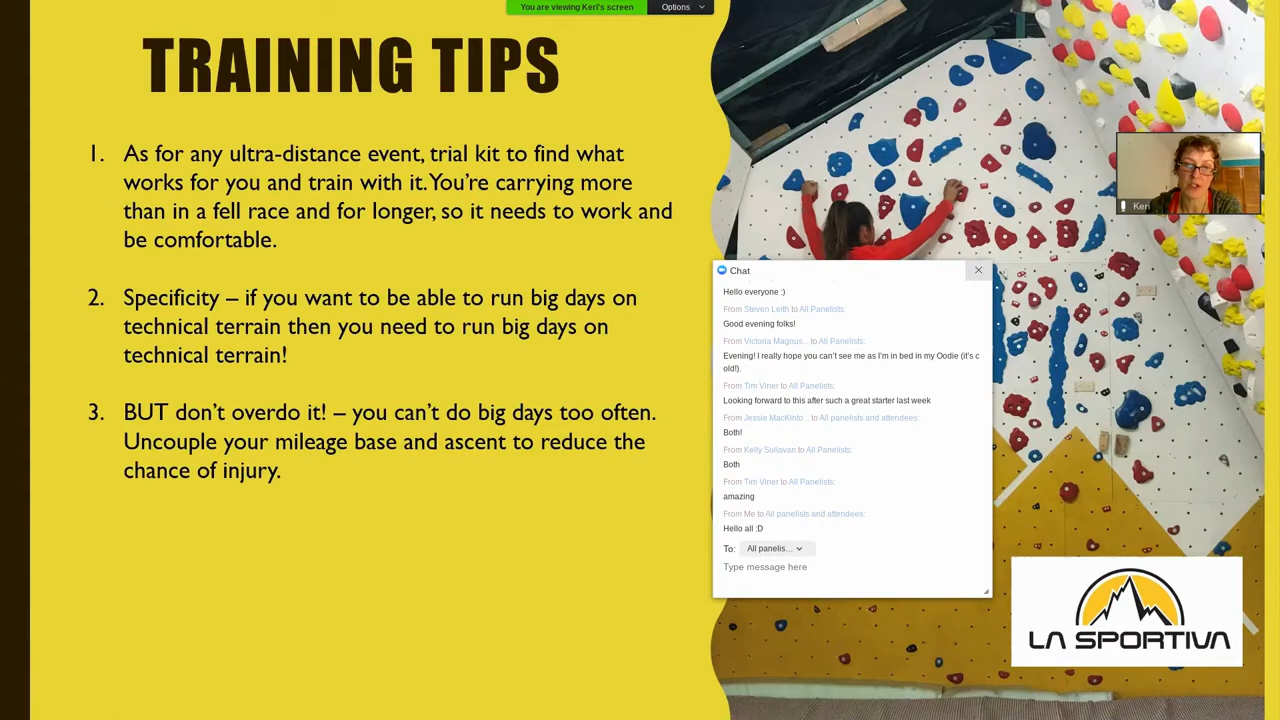 You are viewing Keri's screen
Options
TRAINING TIPS
1. As for any ultra-distance event, trial kit to find what
works for you and train with it. You're carrying more
than in a fell race and for longer, so it needs to work and
be comfortable.
2. Specificity – if you want to be able to run big days on
technical terrain then you need to run big days on
technical terrain!
3. BUT don't overdo it! – you can't do big days too often.
Uncouple your mileage base and ascent to reduce the
chance of injury.
Keri
Chat
Hello everyone :)
From Steven Leith to All Panelists:
Good evening folks!
From Victoria Magnus... to All Panelists:
Evening! I really hope you can't see me as I'm in bed in my Oodie (it's c
old!).
From Tim Viner to All Panelists:
Looking forward to this after such a great starter last week
From Jessie MacKinto... to All panelists and attendees:
Both!
From Kelly Sullavan to All Panelists:
Both
From Tim Viner to All Panelists:
amazing
From Me to All panelists and attendees:
Hello all :D
To: All panelis...
Type message here
LA SPORTIVA